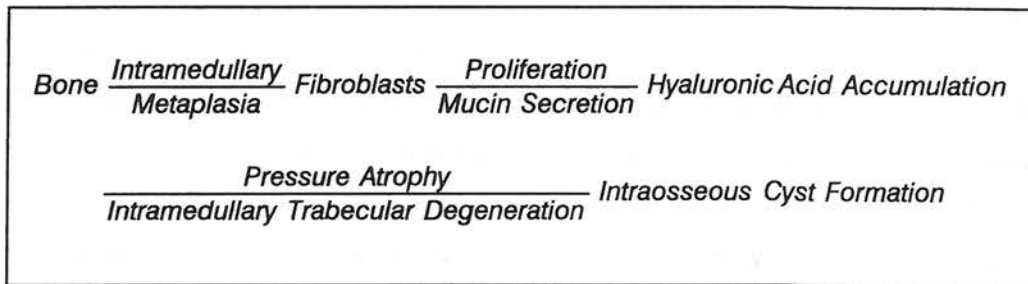 Bone Intramedullary Fibroblasts Proliferation Hyaluronic Acid Accumulation
Metaplasia Mucin Secretion
Pressure Atrophy Intraosseous Cyst Formation
Intramedullary Trabecular Degeneration